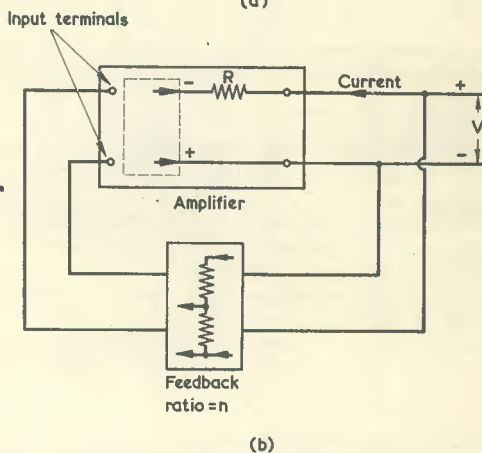 (a)
Input terminals
-
R
Current
+
V
-
+
Amplifier
Feedback
ratio = n
(b)